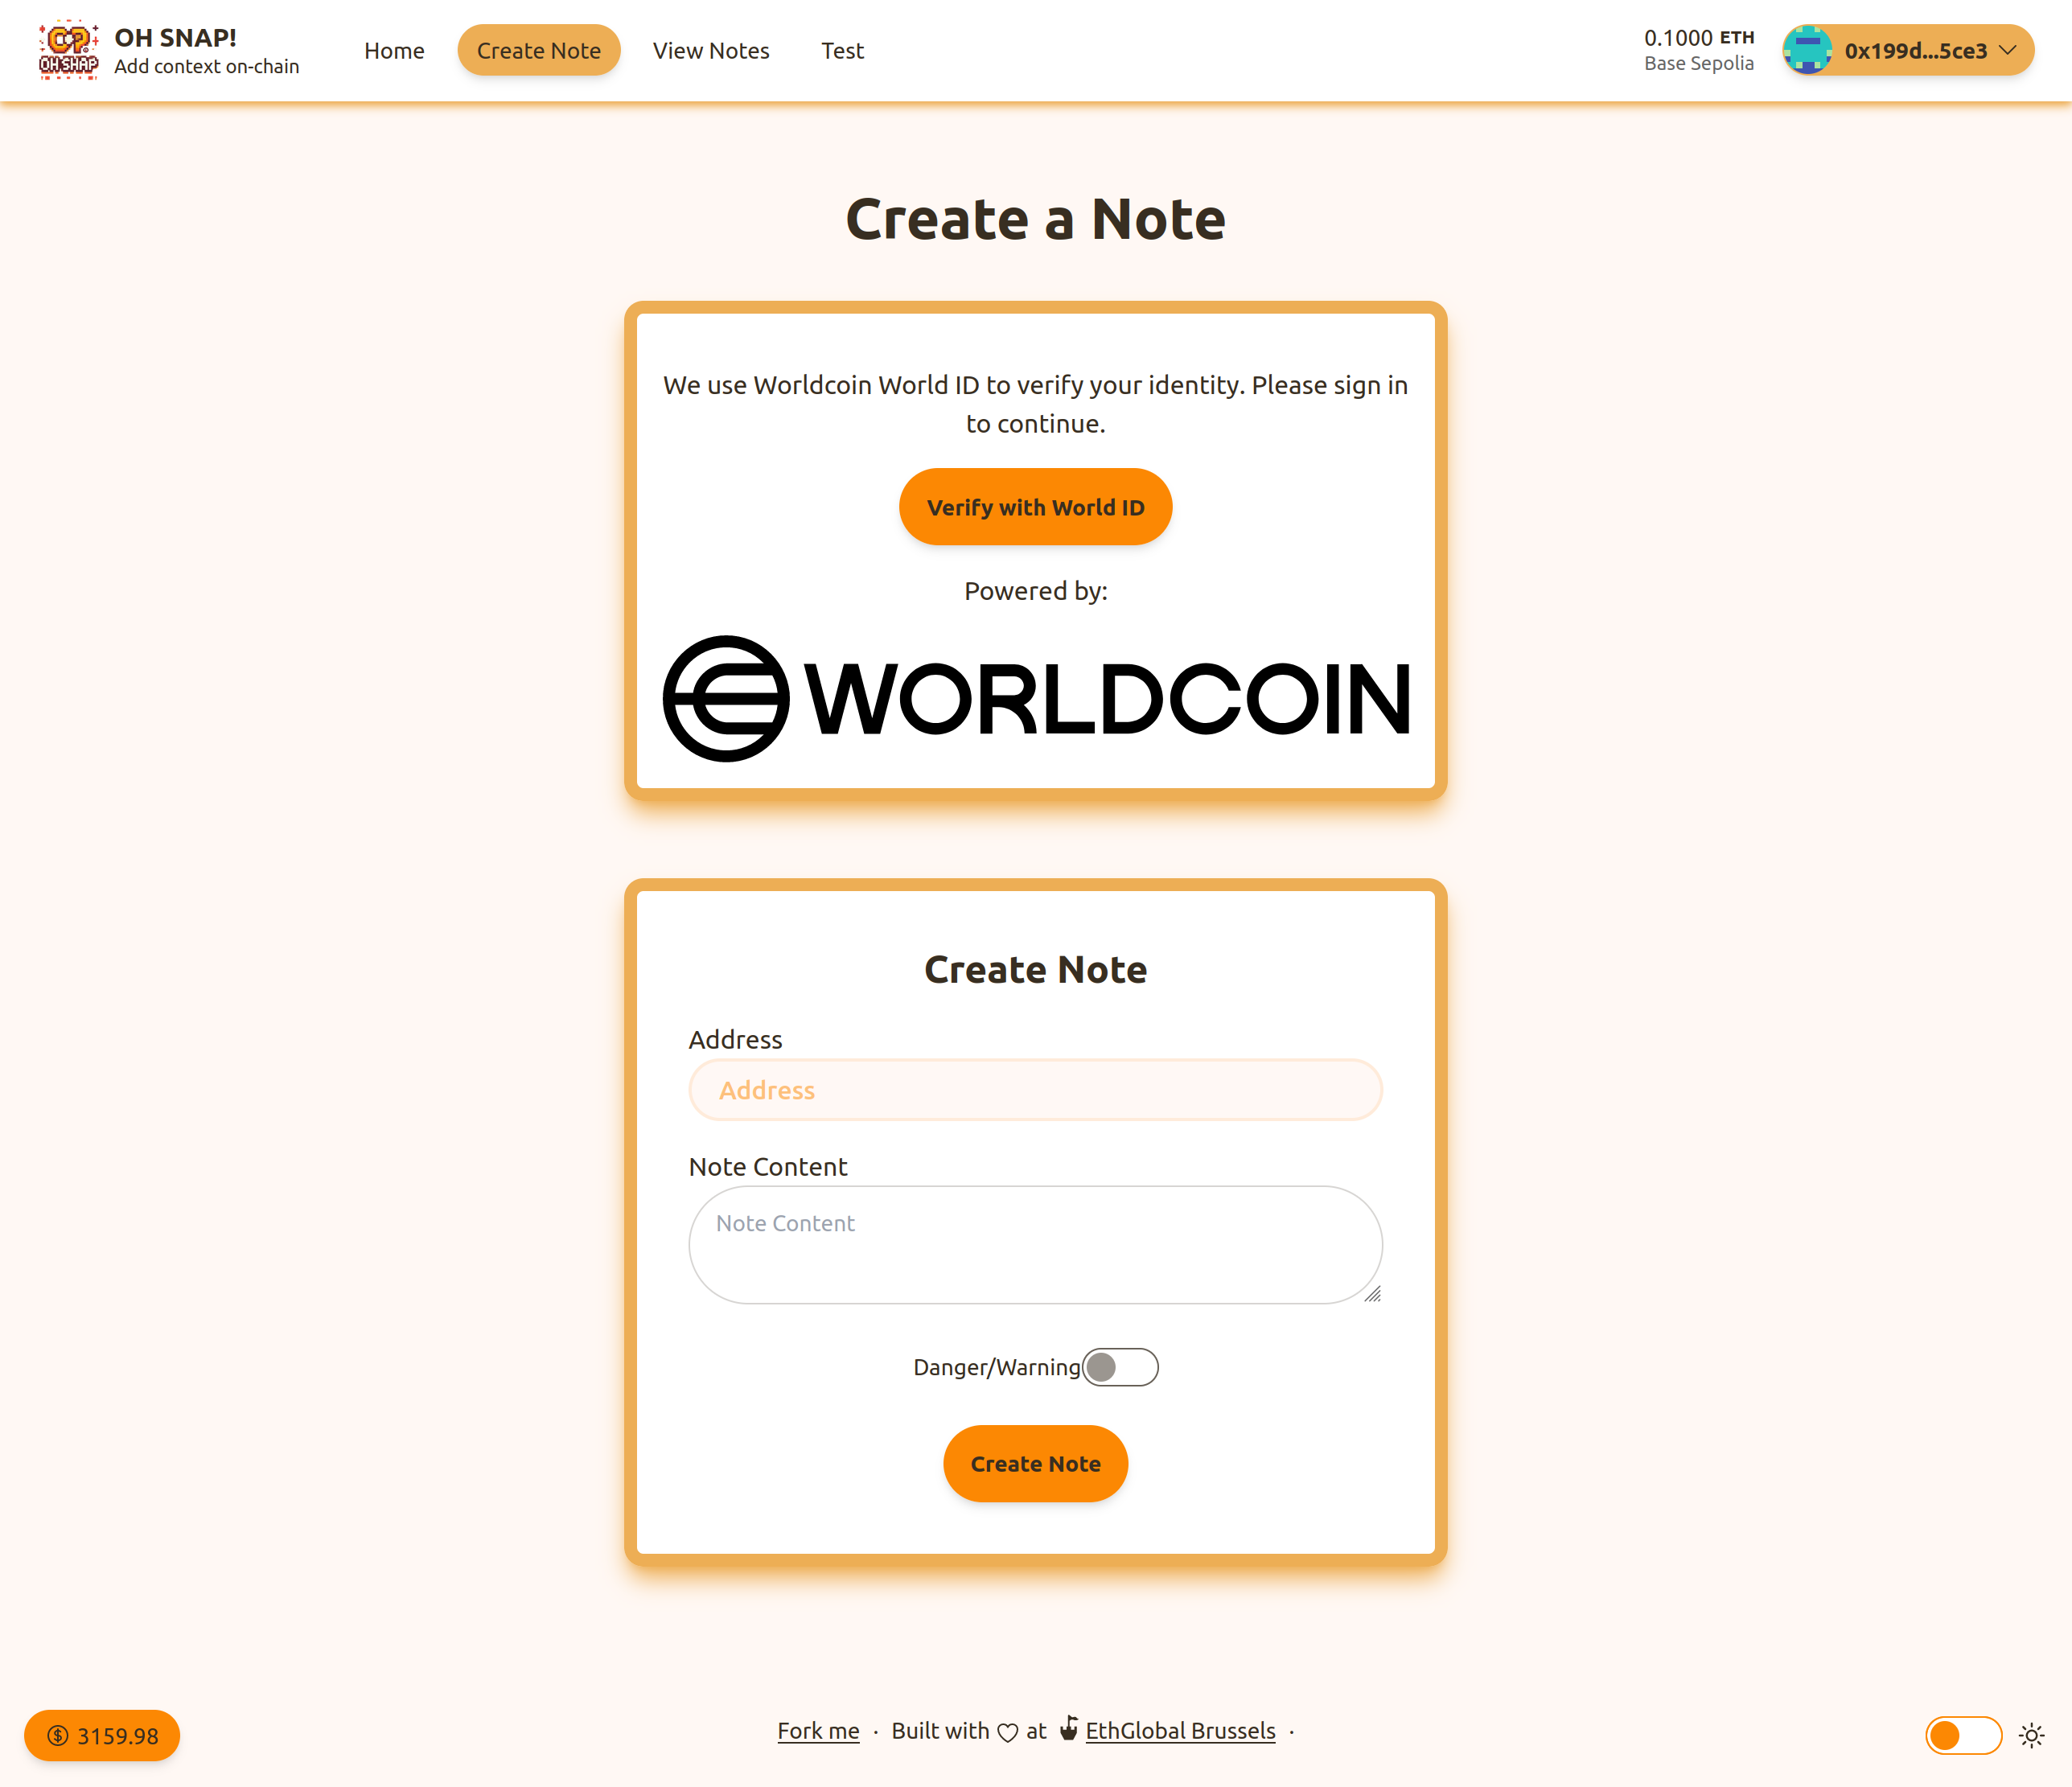 CP
OH SNAP
OH SNAP!
Add context on-chain
Home
Create Note
View Notes
Test
0.1000 ETH
Base Sepolia
0x199d...5ce3
Create a Note
We use Worldcoin World ID to verify your identity. Please sign in
to continue.
Verify with World ID
Powered by:
WORLDCOIN
Create Note
Address
Address
Note Content
Note Content
Danger/Warning
Create Note
3159.98
Fork me · Built with at EthGlobal Brussels ·